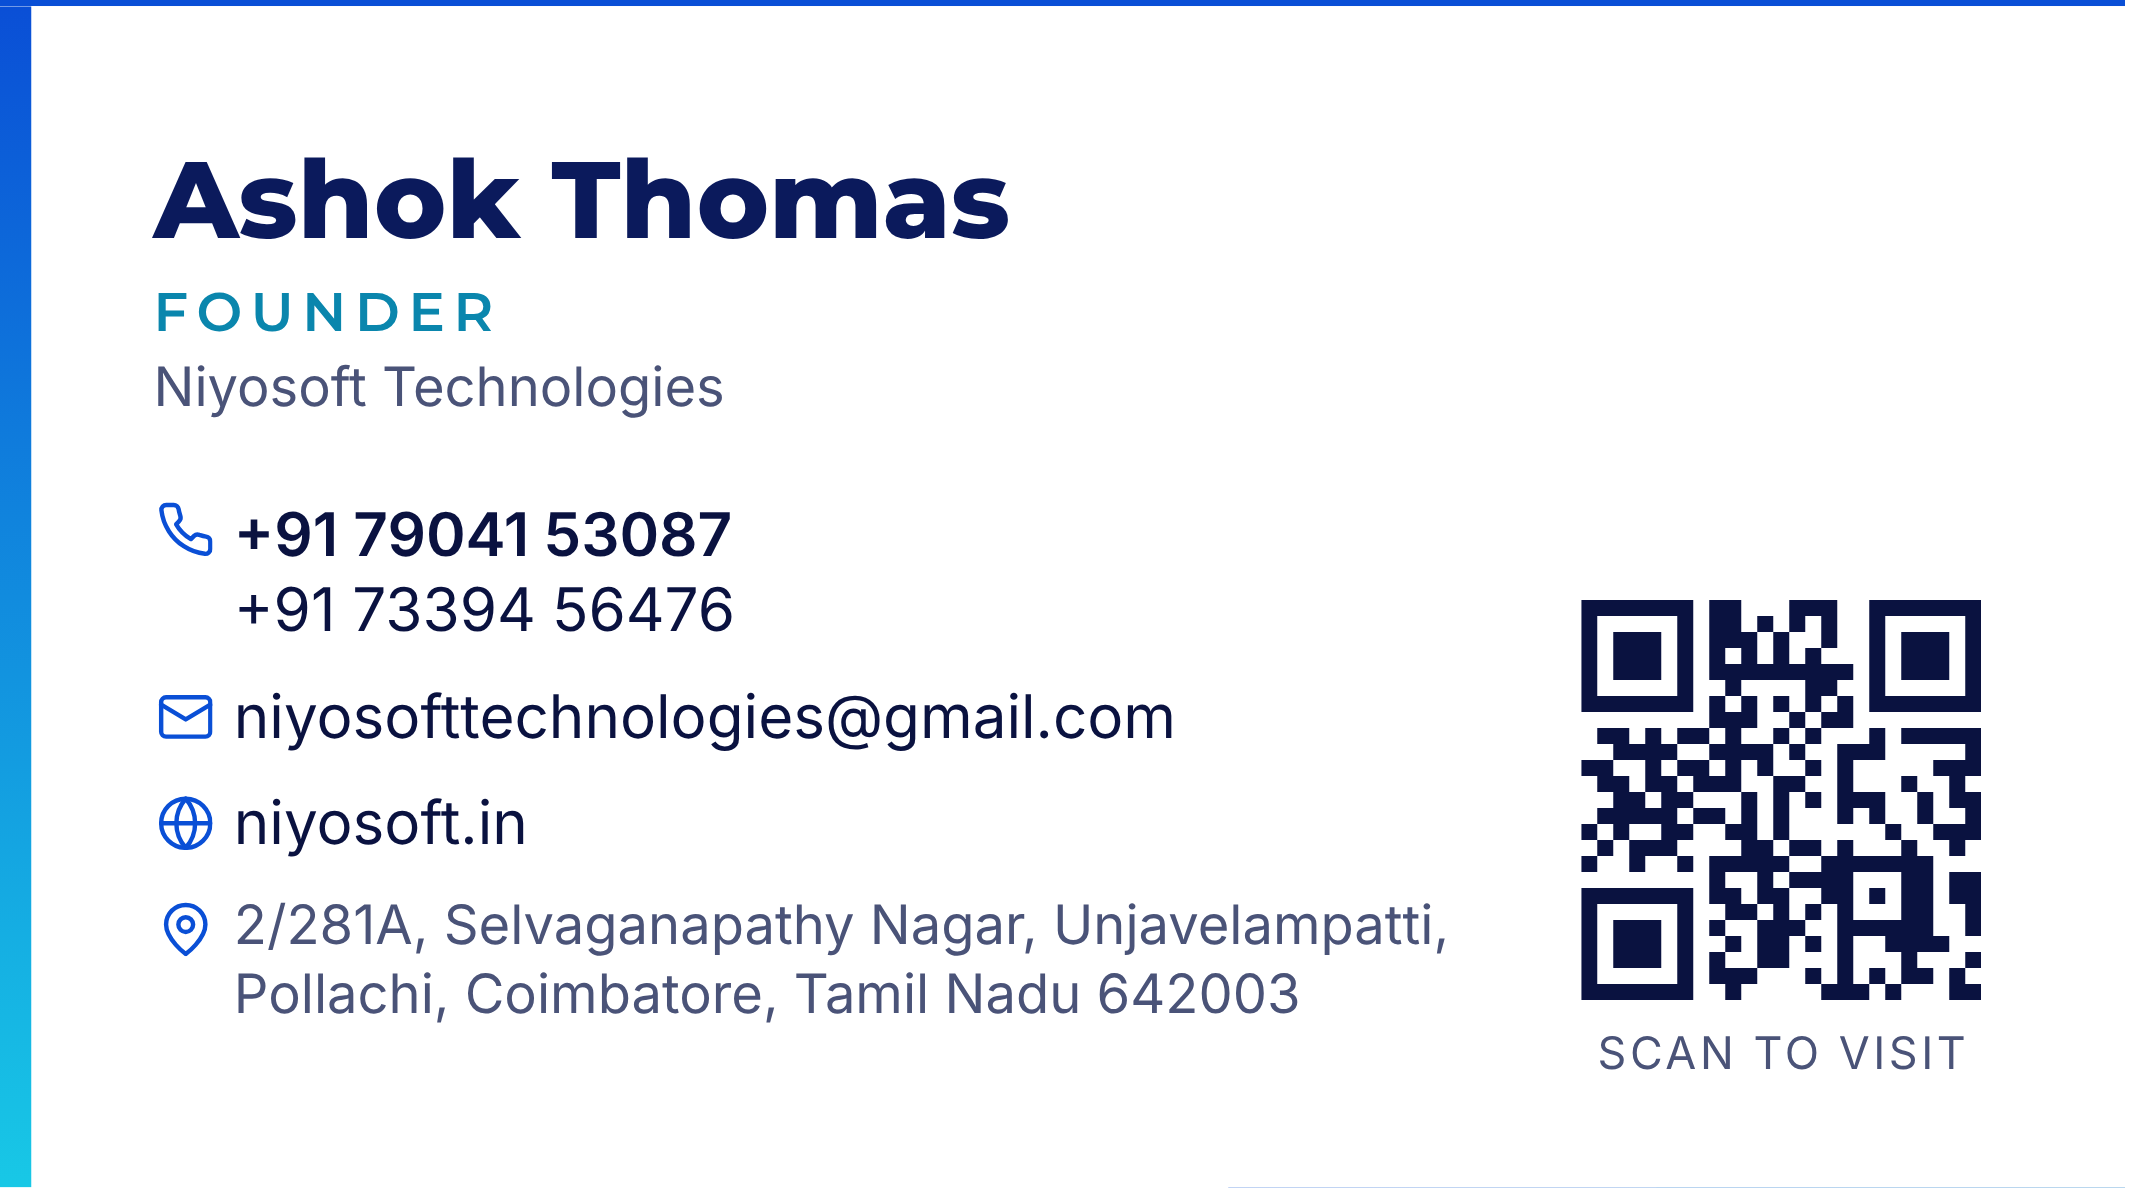 Ashok Thomas
FOUNDER
Niyosoft Technologies
+91 79041 53087
+91 73394 56476
niyosofttechnologies@gmail.com
niyosoft.in
2/281A, Selvaganapathy Nagar, Unjavelampatti,
Pollachi, Coimbatore, Tamil Nadu 642003
SCAN TO VISIT